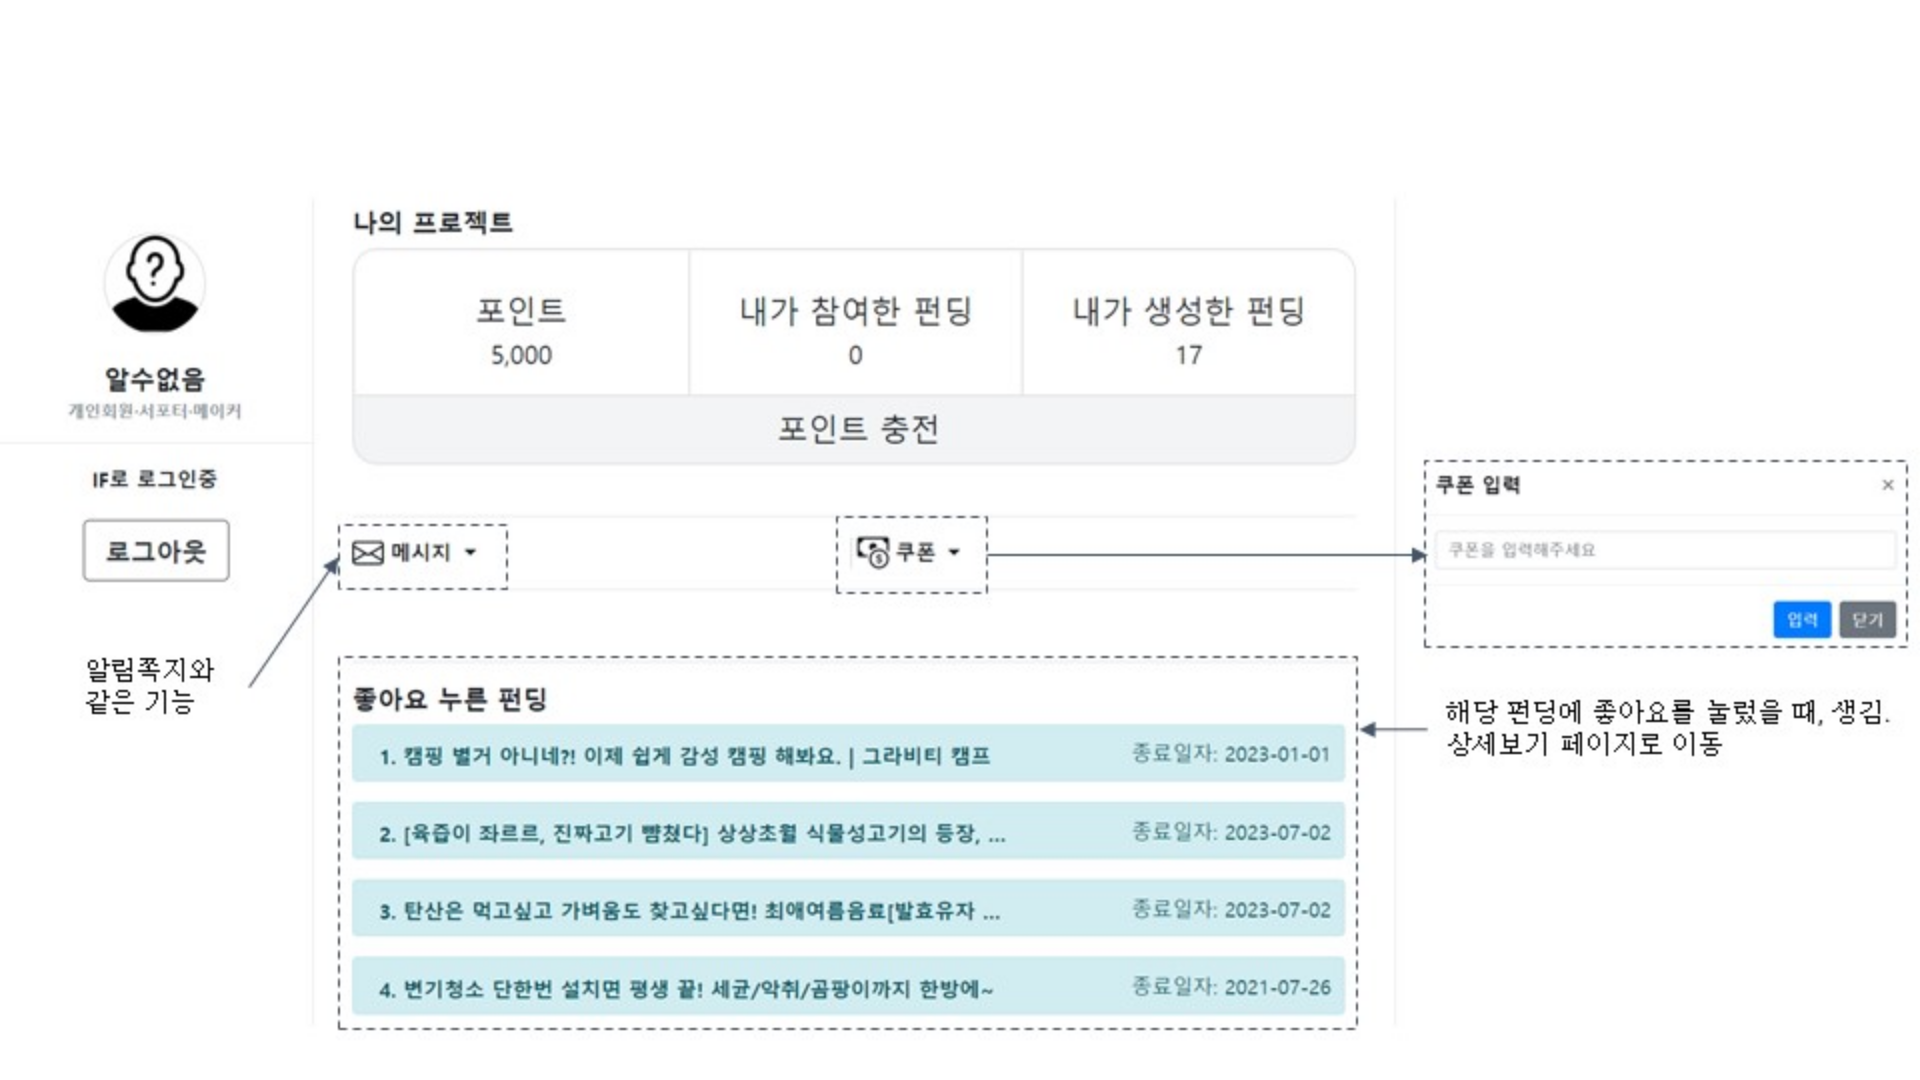 나의 프로젝트
?
알수없음
개인회원·서포터·메이커
IF로 로그인중
로그아웃
알림쪽지와
같은 기능
포인트
5,000
내가 참여한 펀딩
0
내가 생성한 펀딩
17
포인트 충전
메시지
쿠폰
쿠폰 입력
×
쿠폰을 입력해주세요
입력
닫기
좋아요 누른 펀딩
1. 캠핑 별거 아니네?! 이제 쉽게 감성 캠핑 해봐요. | 그라비티 캠프 종료일자: 2023-01-01
2. [육즙이 좌르르, 진짜고기 뺨쳤다] 상상초월 식물성고기의 등장, ... 종료일자: 2023-07-02
3. 탄산은 먹고싶고 가벼움도 찾고싶다면! 최애여름음료[발효유자 ... 종료일자: 2023-07-02
4. 변기청소 단한번 설치면 평생 끝! 세균/악취/곰팡이까지 한방에~ 종료일자: 2021-07-26
해당 펀딩에 좋아요를 눌렀을 때, 생김.
상세보기 페이지로 이동